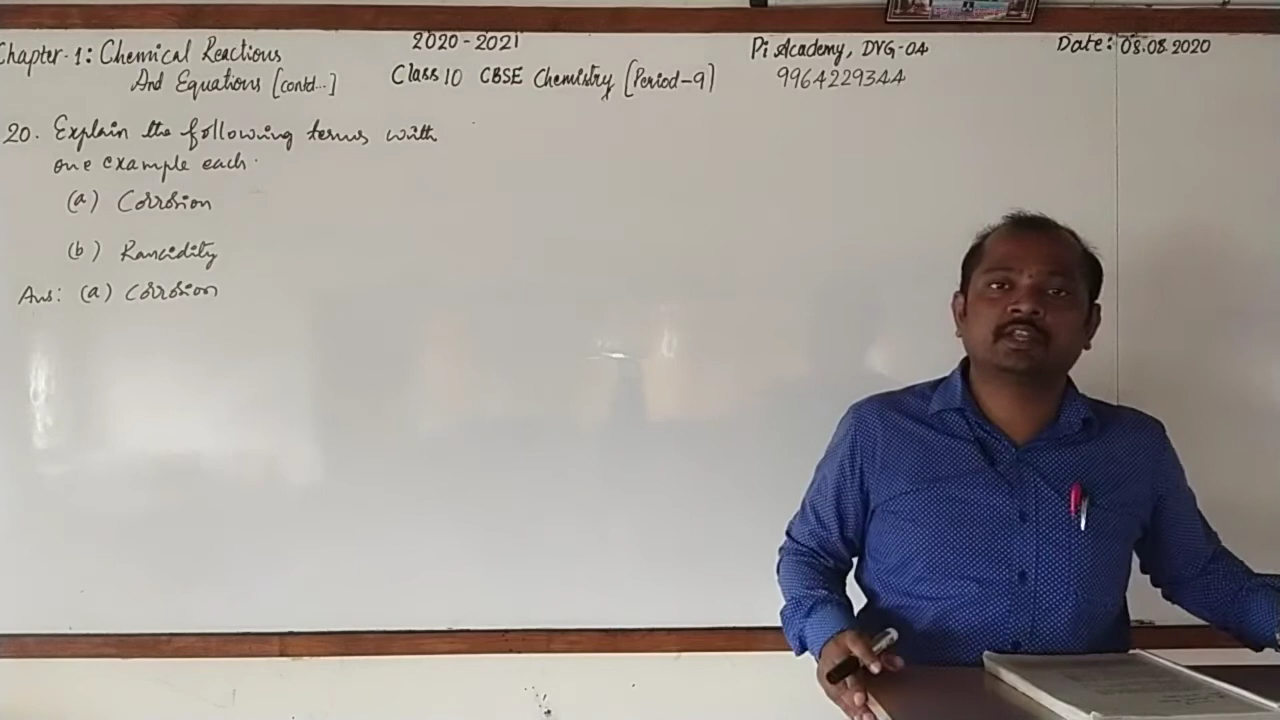 Chapter-1: Chemical Reactions
And Equations [contd...]
2020-2021
Class 10 CBSE Chemistry [Period-9]
Pi Academy, DVG-04
9964229344
Date: 08.08.2020
20. Explain the following terms with
one example each.
(a) Corrosion
(b) Rancidity
Ans: (a) Corrosion